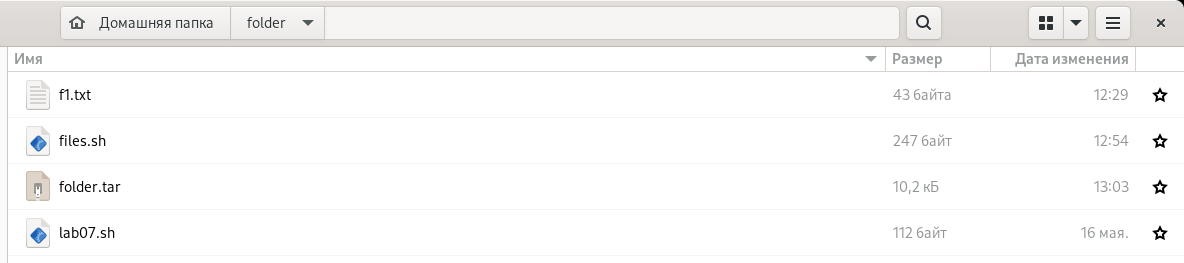 Домашняя папка folder
Имя Размер Дата изменения
f1.txt 43 байта 12:29
files.sh 247 байт 12:54
folder.tar 10,2 кБ 13:03
lab07.sh 112 байт 16 мая.